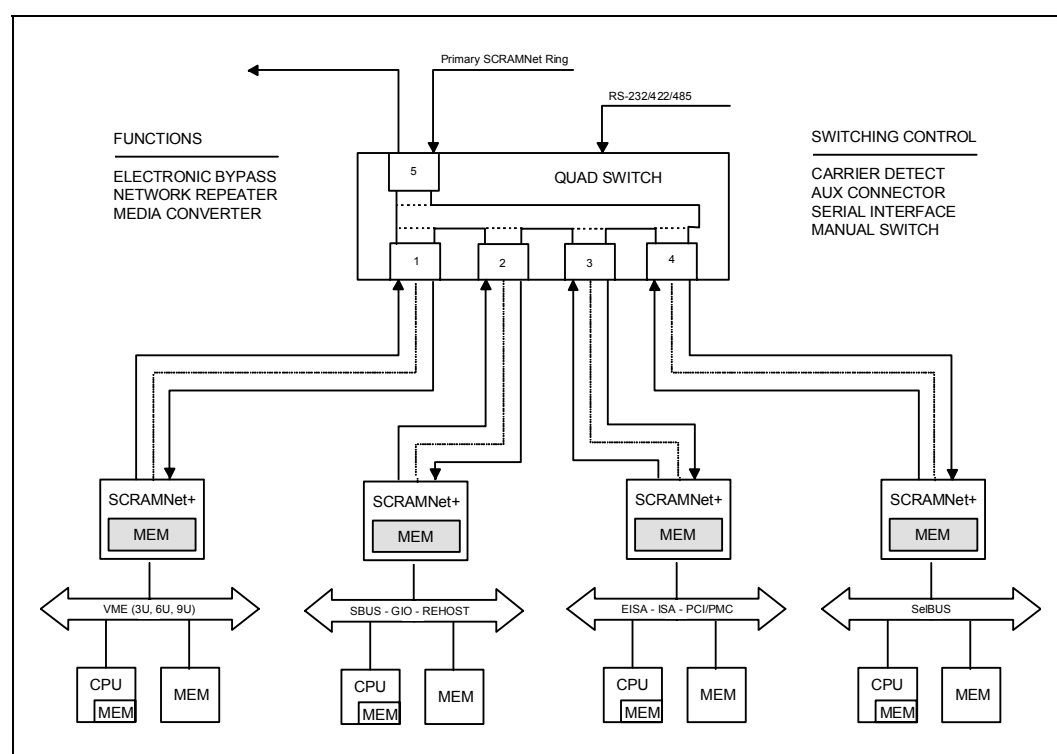 Primary SCRAMNet Ring
RS-232/422/485
FUNCTIONS
ELECTRONIC BYPASS
NETWORK REPEATER
MEDIA CONVERTER
SWITCHING CONTROL
CARRIER DETECT
AUX CONNECTOR
SERIAL INTERFACE
MANUAL SWITCH
5
QUAD SWITCH
1
2
3
4
SCRAMNet+
MEM
SCRAMNet+
MEM
SCRAMNet+
MEM
SCRAMNet+
MEM
VME (3U, 6U, 9U)
SBUS - GIO - REHOST
EISA - ISA - PCI/PMC
SelBUS
CPU
MEM
MEM
CPU
MEM
MEM
CPU
MEM
MEM
CPU
MEM
MEM